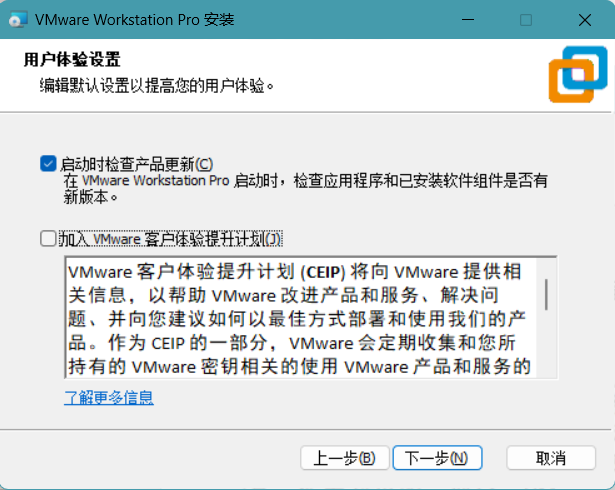 VMware Workstation Pro 安装
用户体验设置
编辑默认设置以提高您的用户体验。
启动时检查产品更新(C)
在 VMware Workstation Pro 启动时，检查应用程序和已安装软件组件是否有
新版本。
加入 VMware 客户体验提升计划(J)
VMware 客户体验提升计划 (CEIP) 将向 VMware 提供相
关信息，以帮助 VMware 改进产品和服务、解决问
题、并向您建议如何以最佳方式部署和使用我们的产
品。作为 CEIP 的一部分，VMware 会定期收集和您所
持有的 VMware 密钥相关的使用 VMware 产品和服务的
了解更多信息
上一步(B) 下一步(N) 取消